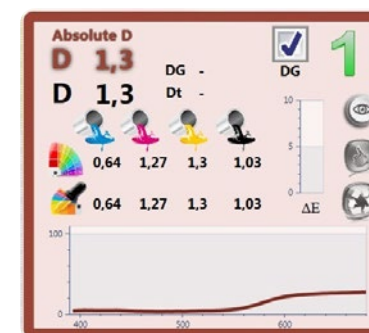 Absolute D
D 1,3
DG -
D 1,3
Dt -
DG
1
0,64 1,27 1,3 1,03
0,64 1,27 1,3 1,03
10
5
0
ΔE
100
0
400 500 600